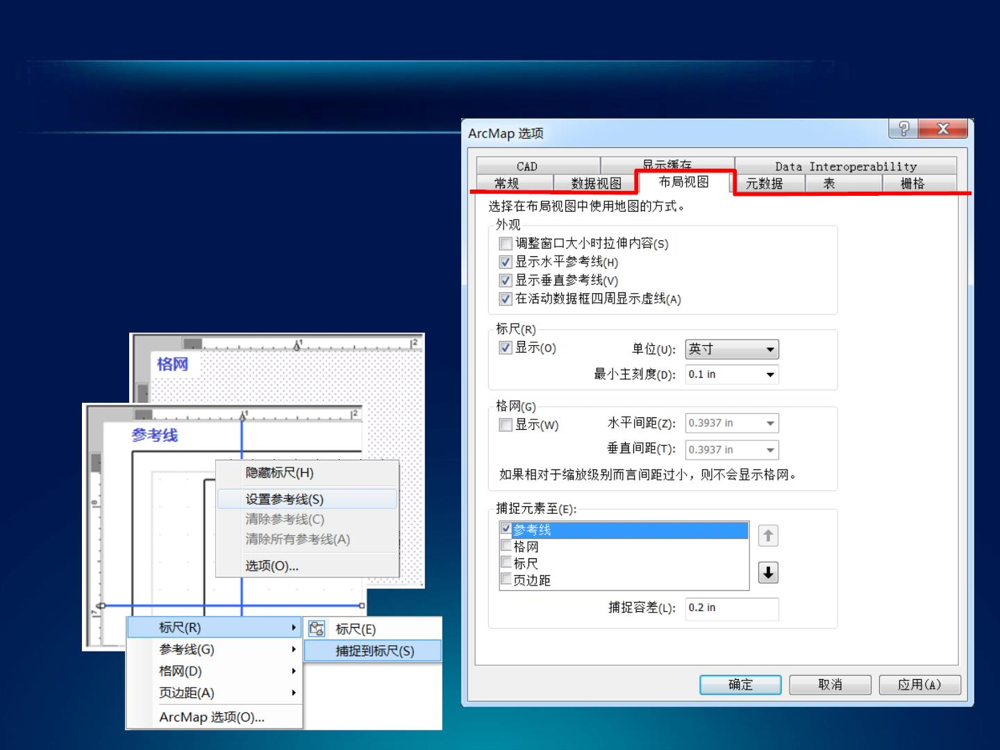 ArcMap 选项
CAD
显示缓存
Data Interoperability
常规
数据视图
布局视图
元数据
表
栅格
选择在布局视图中使用地图的方式。
外观
调整窗口大小时拉伸内容(S)
显示水平参考线(H)
显示垂直参考线(V)
在活动数据框四周显示虚线(A)
标尺(R)
显示(O)
单位(U):
英寸
最小主刻度(D):
0.1 in
格网(G)
显示(W)
水平间距(Z):
0.3937 in
垂直间距(T):
0.3937 in
如果相对于缩放级别而言间距过小，则不会显示格网。
捕捉元素至(E):
参考线
格网
标尺
页边距
捕捉容差(L):
0.2 in
确定
取消
应用(A)
1
2
格网
1
2
参考线
8
7
隐藏标尺(H)
设置参考线(S)
清除参考线(C)
清除所有参考线(A)
选项(O)...
标尺(R)
参考线(G)
格网(D)
页边距(A)
ArcMap 选项(O)...
标尺(E)
捕捉到标尺(S)